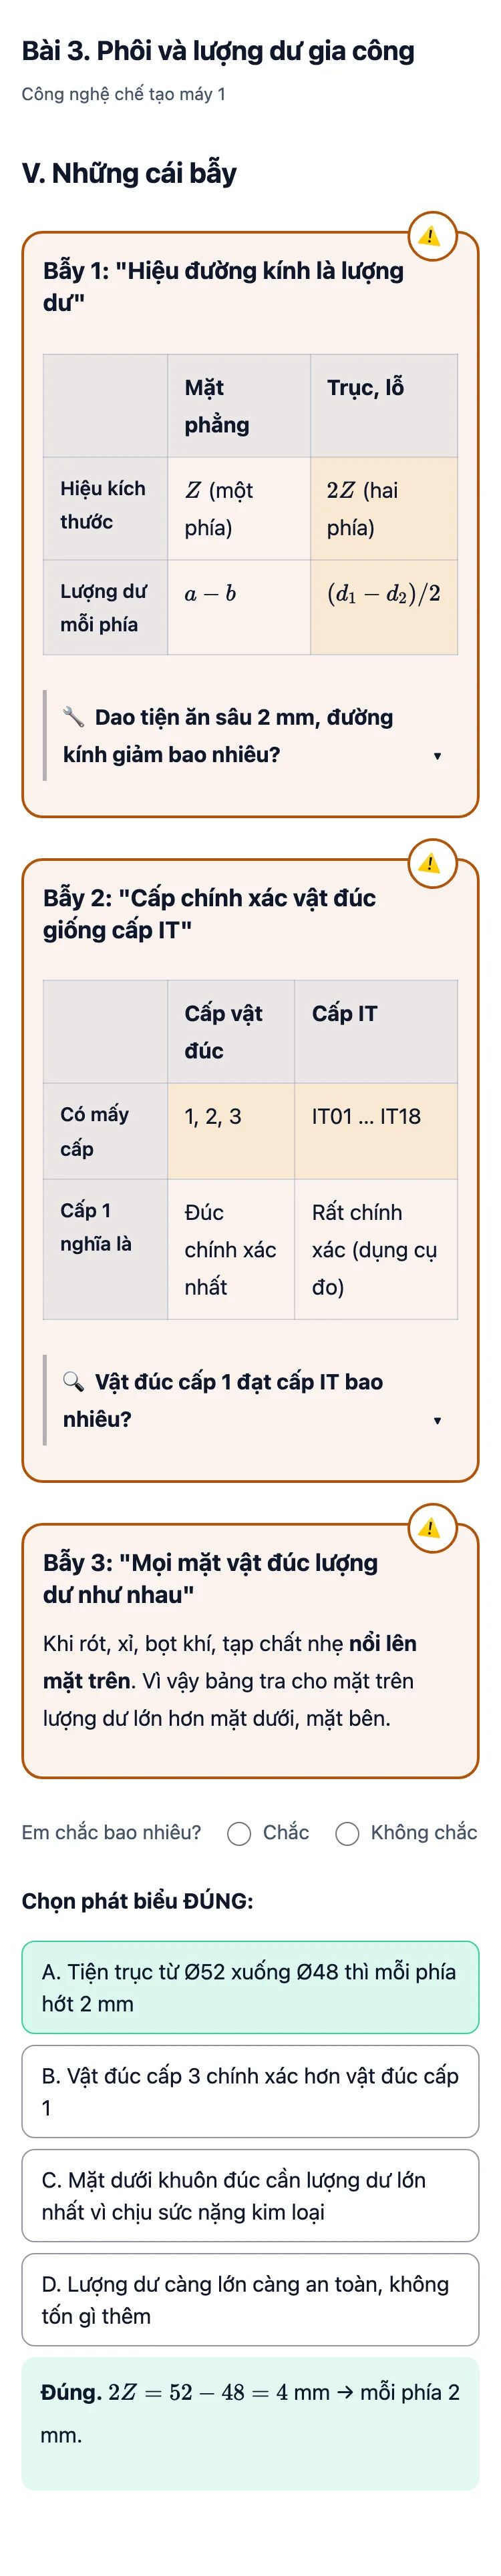 Bài 3. Phôi và lượng dư gia công
Công nghệ chế tạo máy 1
V. Những cái bẫy
Bẫy 1: "Hiệu đường kính là lượng
dư"
Mặt
phẳng
Trục, lỗ
Hiệu kích
thước
Z (một
phía)
2Z (hai
phía)
Lượng dư
mỗi phía
a − b
(d₁ − d₂)/2
🔧 Dao tiện ăn sâu 2 mm, đường
kính giảm bao nhiêu? ▼
Bẫy 2: "Cấp chính xác vật đúc
giống cấp IT"
Cấp vật
đúc
Cấp IT
Có mấy
cấp
1, 2, 3
IT01 ... IT18
Cấp 1
nghĩa là
Đúc
chính xác
nhất
Rất chính
xác (dụng cụ
đo)
🔍 Vật đúc cấp 1 đạt cấp IT bao
nhiêu? ▼
Bẫy 3: "Mọi mặt vật đúc lượng
dư như nhau"
Khi rót, xỉ, bọt khí, tạp chất nhẹ nổi lên
mặt trên. Vì vậy bảng tra cho mặt trên
lượng dư lớn hơn mặt dưới, mặt bên.
Em chắc bao nhiêu? Chắc Không chắc
Chọn phát biểu ĐÚNG:
A. Tiện trục từ Ø52 xuống Ø48 thì mỗi phía
hớt 2 mm
B. Vật đúc cấp 3 chính xác hơn vật đúc cấp
1
C. Mặt dưới khuôn đúc cần lượng dư lớn
nhất vì chịu sức nặng kim loại
D. Lượng dư càng lớn càng an toàn, không
tốn gì thêm
Đúng. 2Z = 52 − 48 = 4 mm → mỗi phía 2
mm.